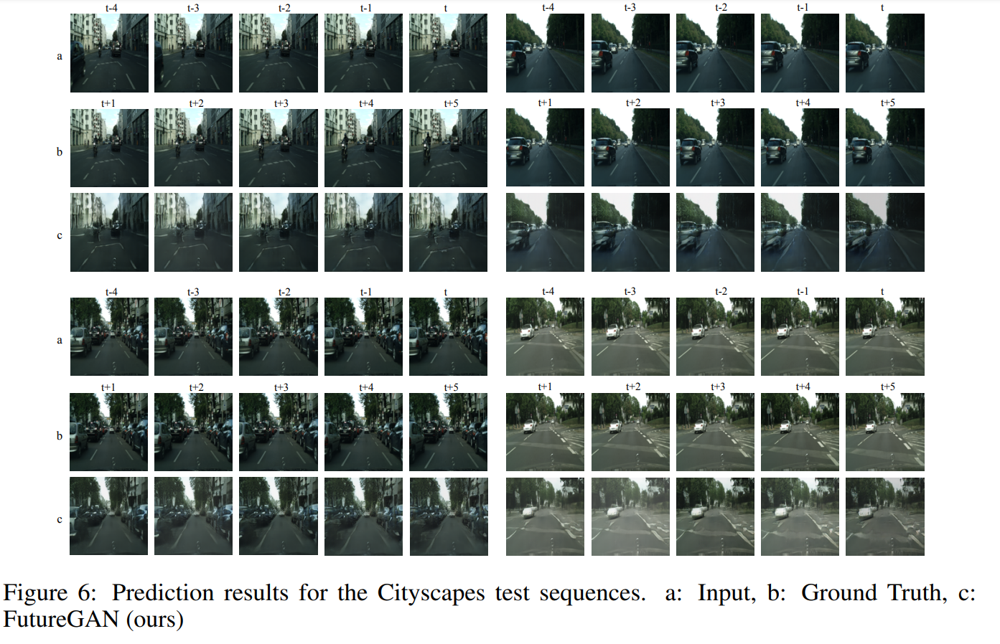 t-4 t-3 t-2 t-1 t t-4 t-3 t-2 t-1 t
a
t+1 t+2 t+3 t+4 t+5 t+1 t+2 t+3 t+4 t+5
b
c
t-4 t-3 t-2 t-1 t t-4 t-3 t-2 t-1 t
a
t+1 t+2 t+3 t+4 t+5 t+1 t+2 t+3 t+4 t+5
b
c
Figure 6: Prediction results for the Cityscapes test sequences. a: Input, b: Ground Truth, c:
FutureGAN (ours)